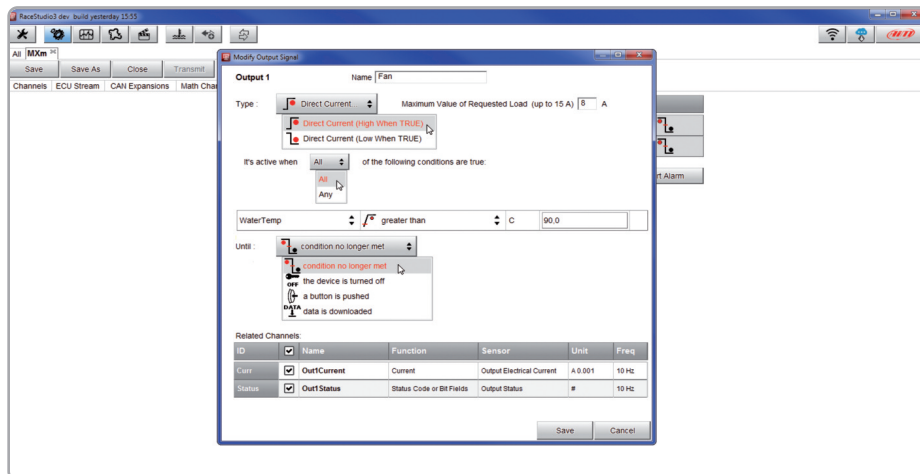 RaceStudio3 dev build yesterday 15:55
All MXm
Save Save As Close Transmit
Channels ECU Stream CAN Expansions Math Cha
Modify Output Signal
Output 1 Name Fan
Type : Direct Current Maximum Value of Requested Load (up to 15 A) 8 A
Direct Current (High When TRUE)
Direct Current (Low When TRUE)
It's active when All of the following conditions are true:
All
Any
rt Alarm
WaterTemp greater than C 90.0
Until : condition no longer met
condition no longer met
OFF the device is turned off
a button is pushed
DATA data is downloaded
Related Channels:
ID Name Function Sensor Unit Freq
Curr Out1Current Current Output Electrical Current A 0.001 10 Hz
Status Out1Status Status Code or Bit Fields Output Status # 10 Hz
Save Cancel